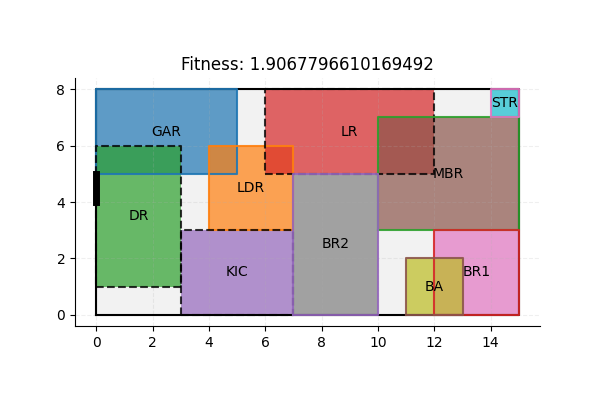 Fitness: 1.9067796610169492
8
6
4
2
0
GAR
LR
STR
MBR
LDR
DR
BR2
KIC
BR1
BA
0 2 4 6 8 10 12 14